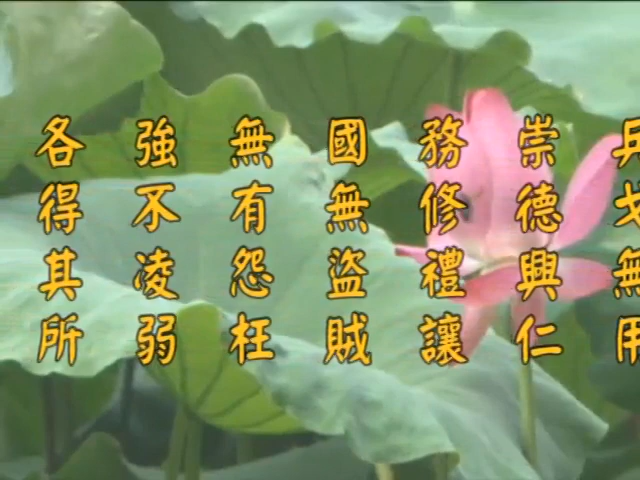 兵戈無用
崇德興仁
務修禮讓
國無盜賊
無有怨枉
強不凌弱
各得其所